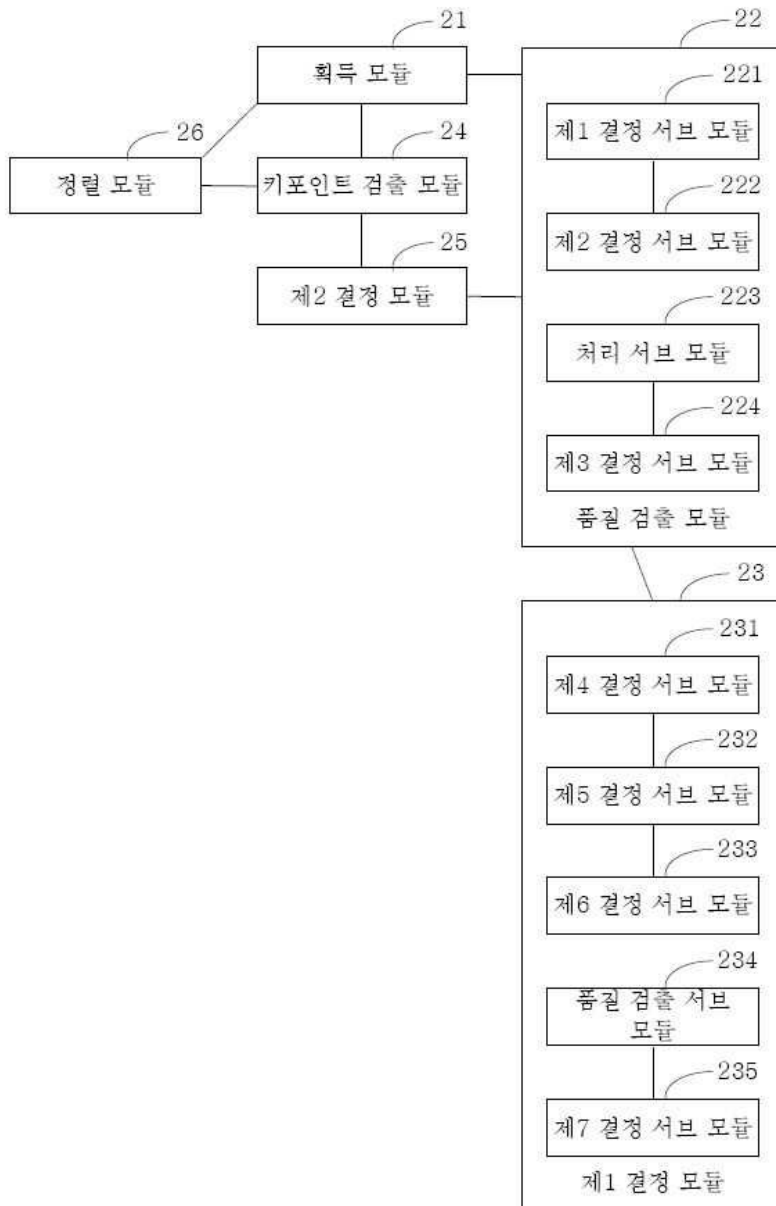 21
획득 모듈
22
221
제1 결정 서브 모듈
26
정렬 모듈
24
키포인트 검출 모듈
222
제2 결정 서브 모듈
25
제2 결정 모듈
223
처리 서브 모듈
224
제3 결정 서브 모듈
품질 검출 모듈
23
231
제4 결정 서브 모듈
232
제5 결정 서브 모듈
233
제6 결정 서브 모듈
234
품질 검출 서브
모듈
235
제7 결정 서브 모듈
제1 결정 모듈